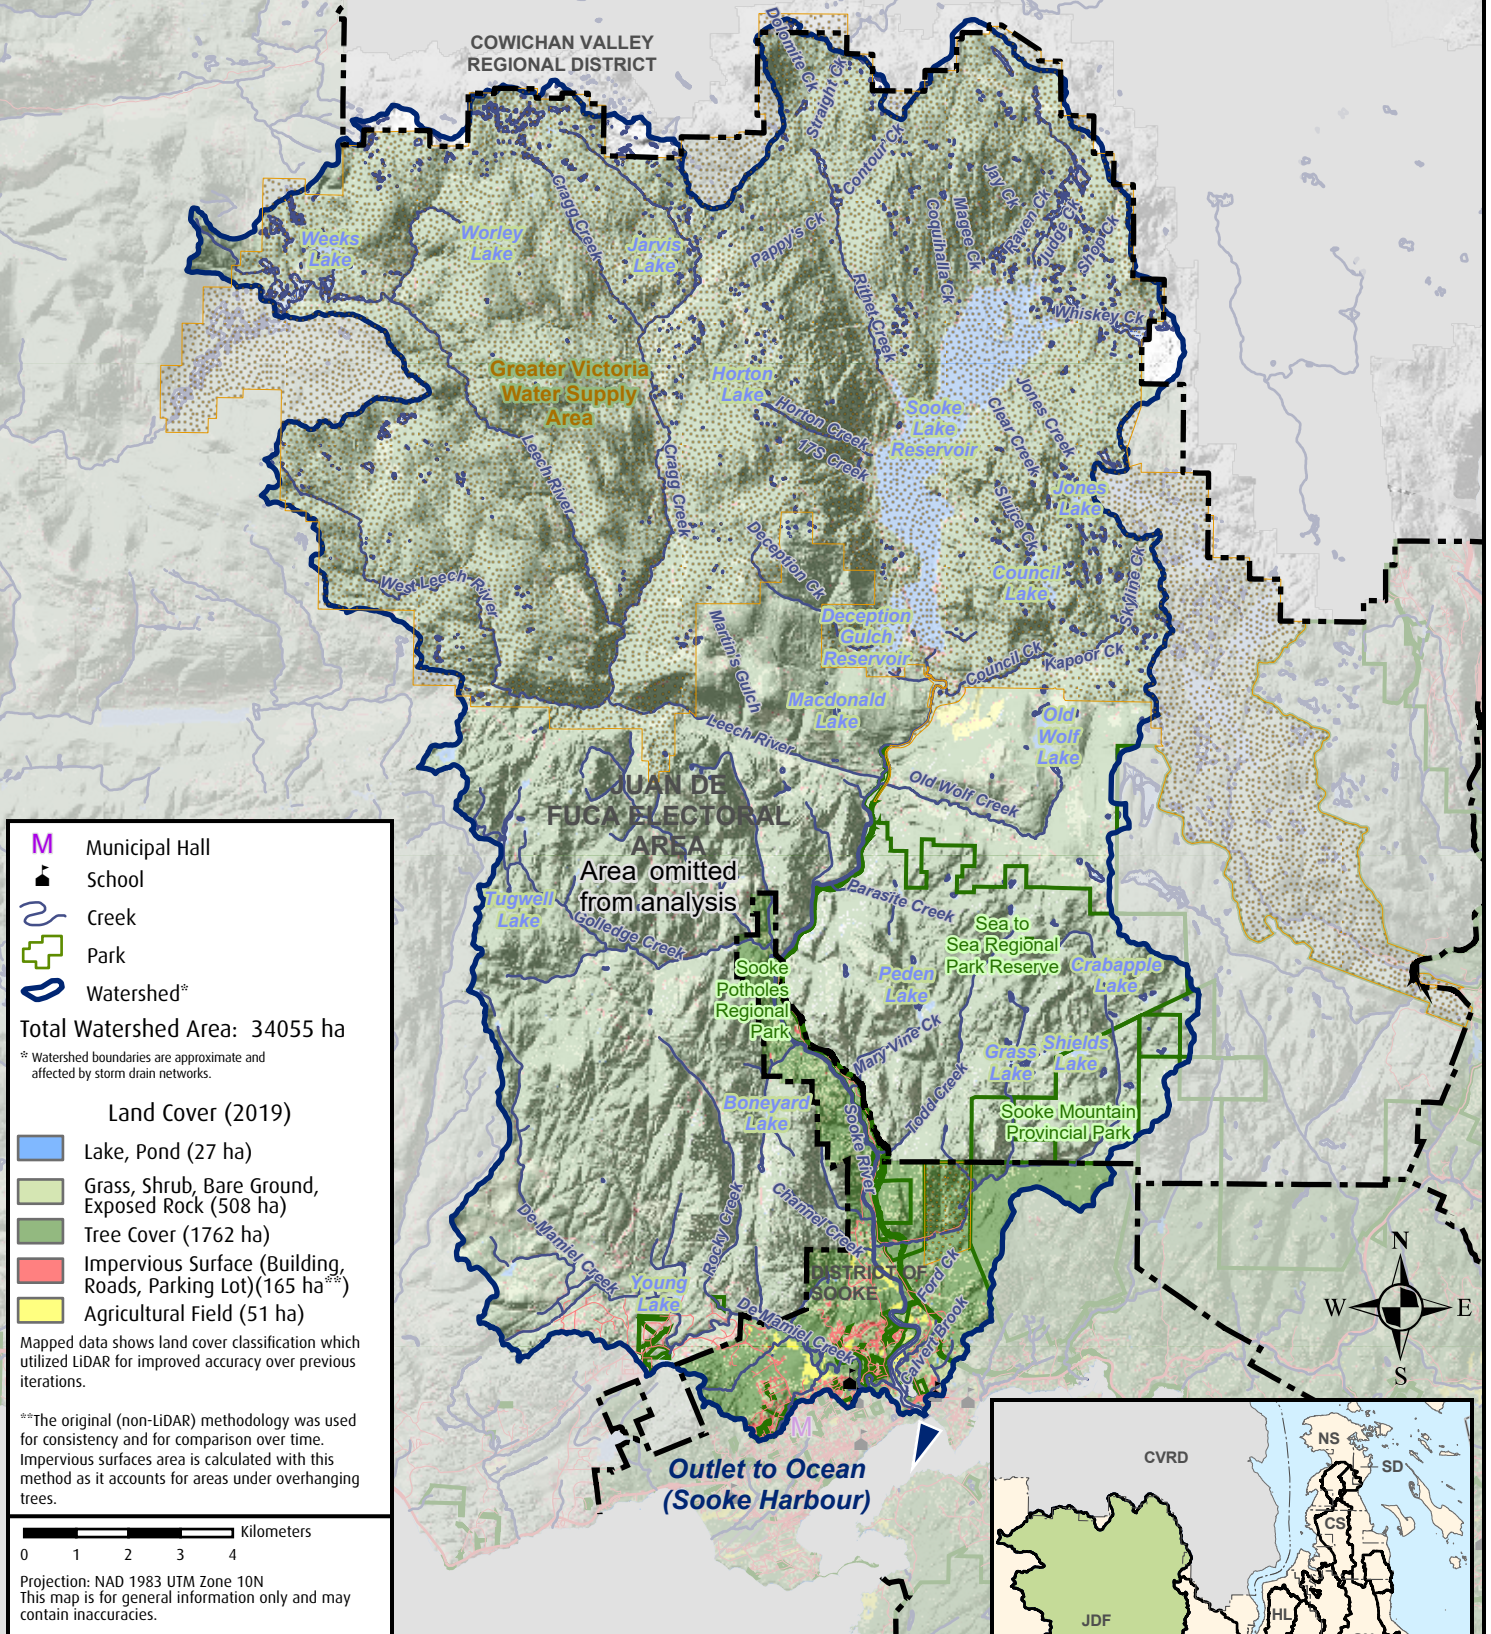 COWICHAN VALLEY
REGIONAL DISTRICT
Dolomite Ck
Straight Ck
Contour Ck
Pappy's Ck
Cragg Creek
Weeks
Lake
Worley
Lake
Jarvis
Lake
Jay Ck
Magee Ck
Coquihalla Ck
Raven Ck
Judge Ck
Shop Ck
Whiskey Ck
Rither Creek
Greater Victoria
Water Supply
Area
Horton
Lake
Horton Creek
17S Creek
Sooke
Lake
Reservoir
Clear Creek
Jones Creek
Jones
Lake
Sluice Ck
Leech River
Cragg Creek
Deception Ck
Council
Lake
Skyline Ck
West Leech River
Deception
Gulch
Reservoir
Martin's Gulch
Council Ck
Kapoor Ck
Macdonald
Lake
Old
Wolf
Lake
Leech River
Old Wolf Creek
JUAN DE
FUCA ELECTORAL
AREA
Area omitted
from analysis
Tugwell
Lake
Golledge Creek
Parasite Creek
Sea to
Sea Regional
Park Reserve
Crabapple
Lake
Peden
Lake
Sooke
Potholes
Regional
Park
Mary Vine Ck
Grass
Lake
Shields
Lake
Todd Creek
Boneyard
Lake
Sooke River
Sooke Mountain
Provincial Park
De Mamiel Creek
Rocky Creek
Channel Creek
Young
Lake
DISTRICT OF
SOOKE
Ford Ck
De Mamiel Creek
Calvert Brook
M
Outlet to Ocean
(Sooke Harbour)
M Municipal Hall
School
Creek
Park
Watershed*
Total Watershed Area: 34055 ha
* Watershed boundaries are approximate and
affected by storm drain networks.
Land Cover (2019)
Lake, Pond (27 ha)
Grass, Shrub, Bare Ground,
Exposed Rock (508 ha)
Tree Cover (1762 ha)
Impervious Surface (Building,
Roads, Parking Lot)(165 ha**)
Agricultural Field (51 ha)
Mapped data shows land cover classification which
utilized LiDAR for improved accuracy over previous
iterations.
**The original (non-LiDAR) methodology was used
for consistency and for comparison over time.
Impervious surfaces area is calculated with this
method as it accounts for areas under overhanging
trees.
Kilometers
0 1 2 3 4
Projection: NAD 1983 UTM Zone 10N
This map is for general information only and may
contain inaccuracies.
N
W E
S
CVRD
NS
SD
CS
HL
JDF